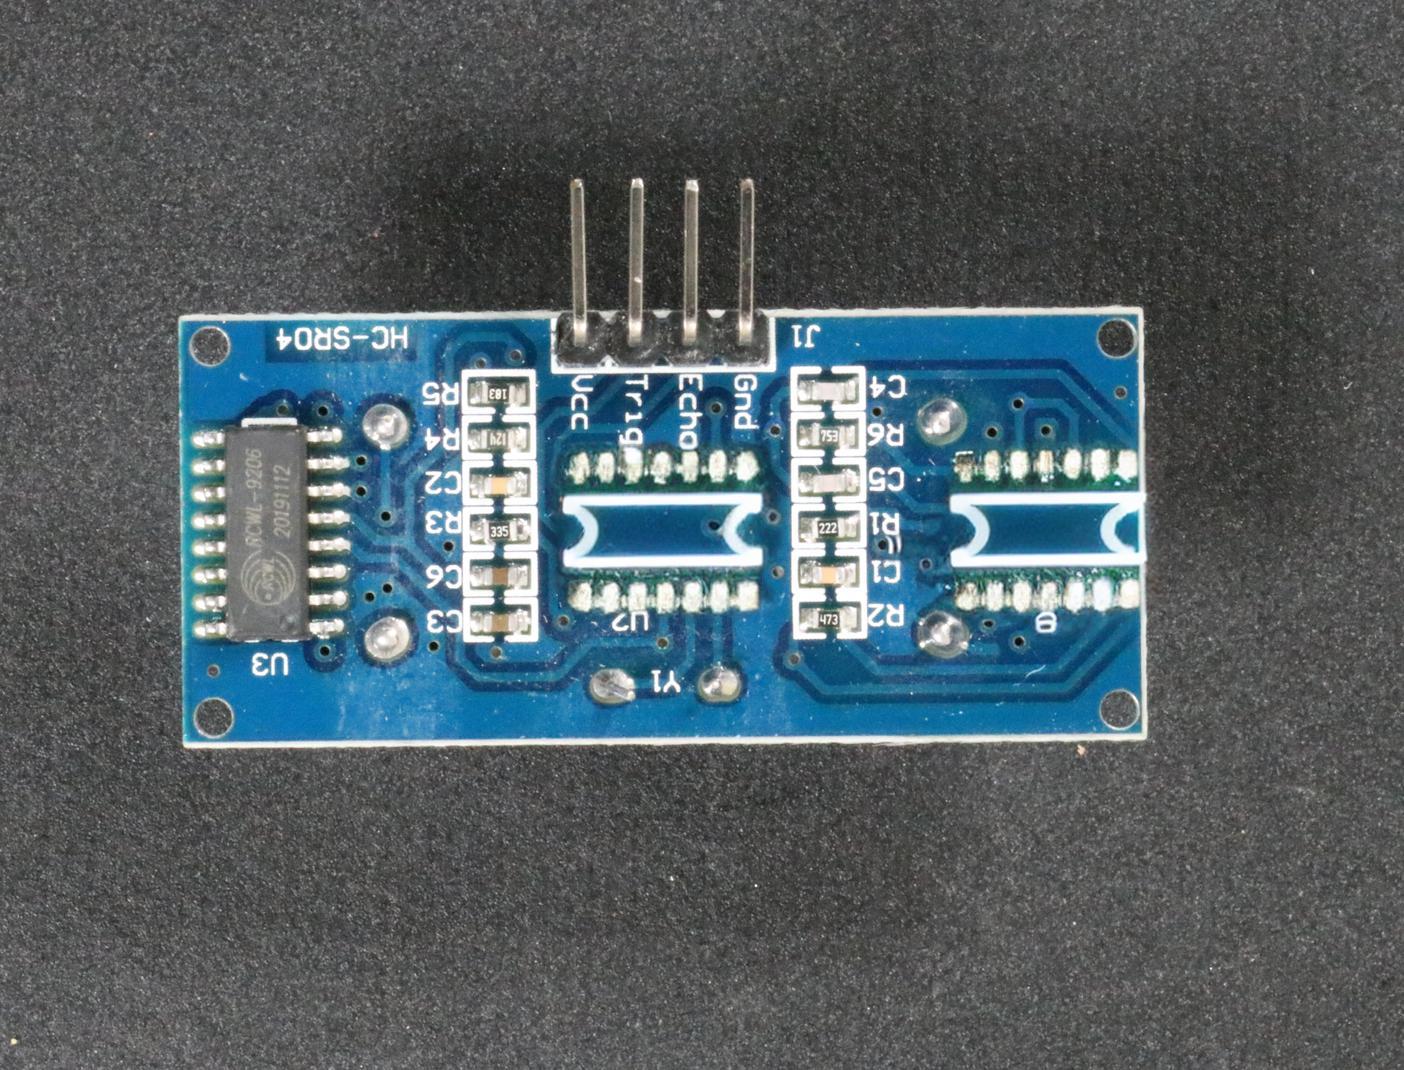 HC-SR04
J1
Vcc
Trig
Echo
Gnd
R5
183
R4
124
C2
R3
335
C6
C3
C4
R6
753
C5
R1
222
C1
R2
473
RCWL-9206
20191112
U3
U2
Y1